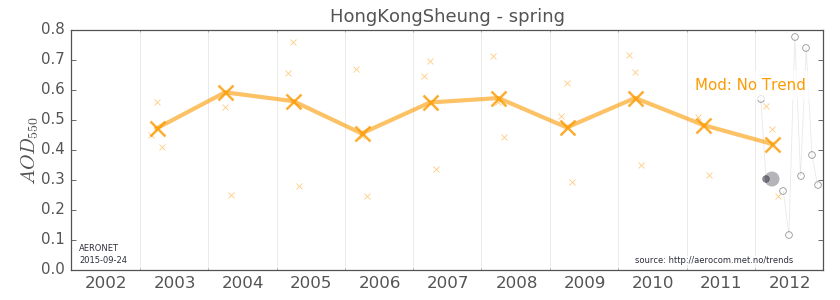 HongKongSheung - spring
0.8
0.7
0.6
0.5
0.4
0.3
0.2
0.1
0.0
AOD550
Mod: No Trend
AERONET
2015-09-24
source: http://aerocom.met.no/trends
2002 2003 2004 2005 2006 2007 2008 2009 2010 2011 2012